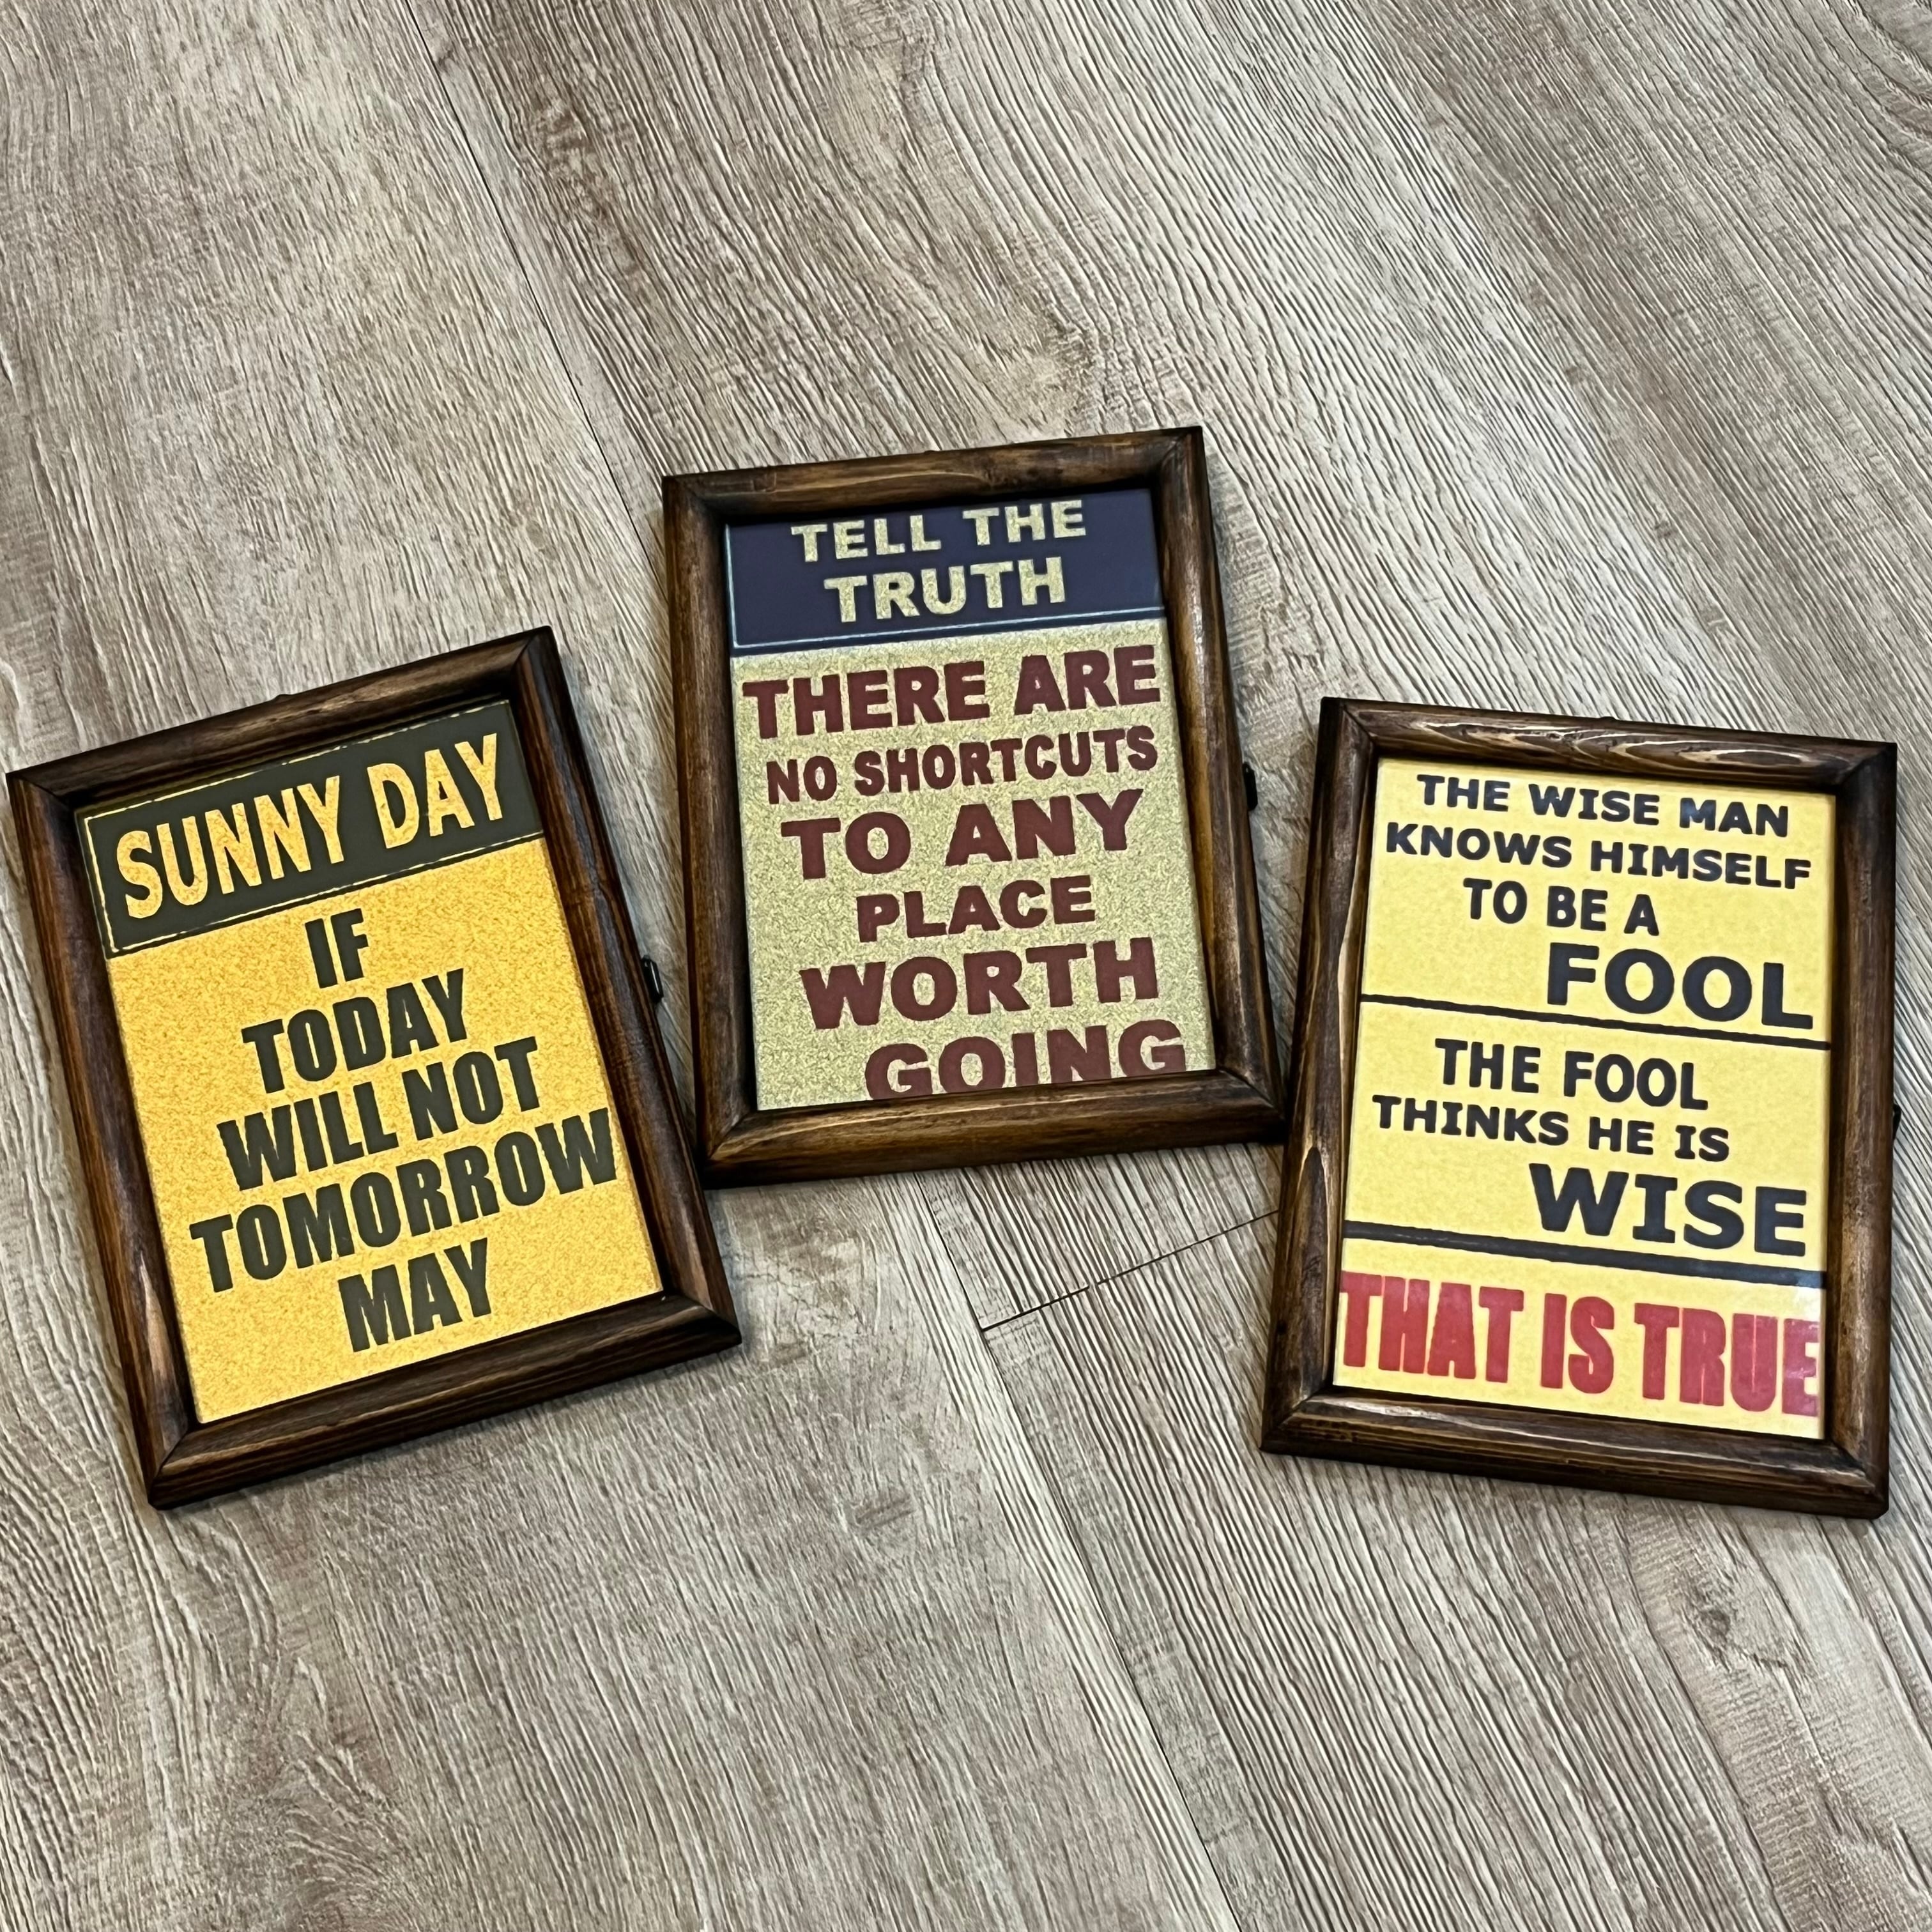 SUNNY DAY
IF
TODAY
WILL NOT
TOMORROW
MAY
TELL THE
TRUTH
THERE ARE
NO SHORTCUTS
TO ANY
PLACE
WORTH
GOING
THE WISE MAN
KNOWS HIMSELF
TO BE A
FOOL
THE FOOL
THINKS HE IS
WISE
THAT IS TRUE